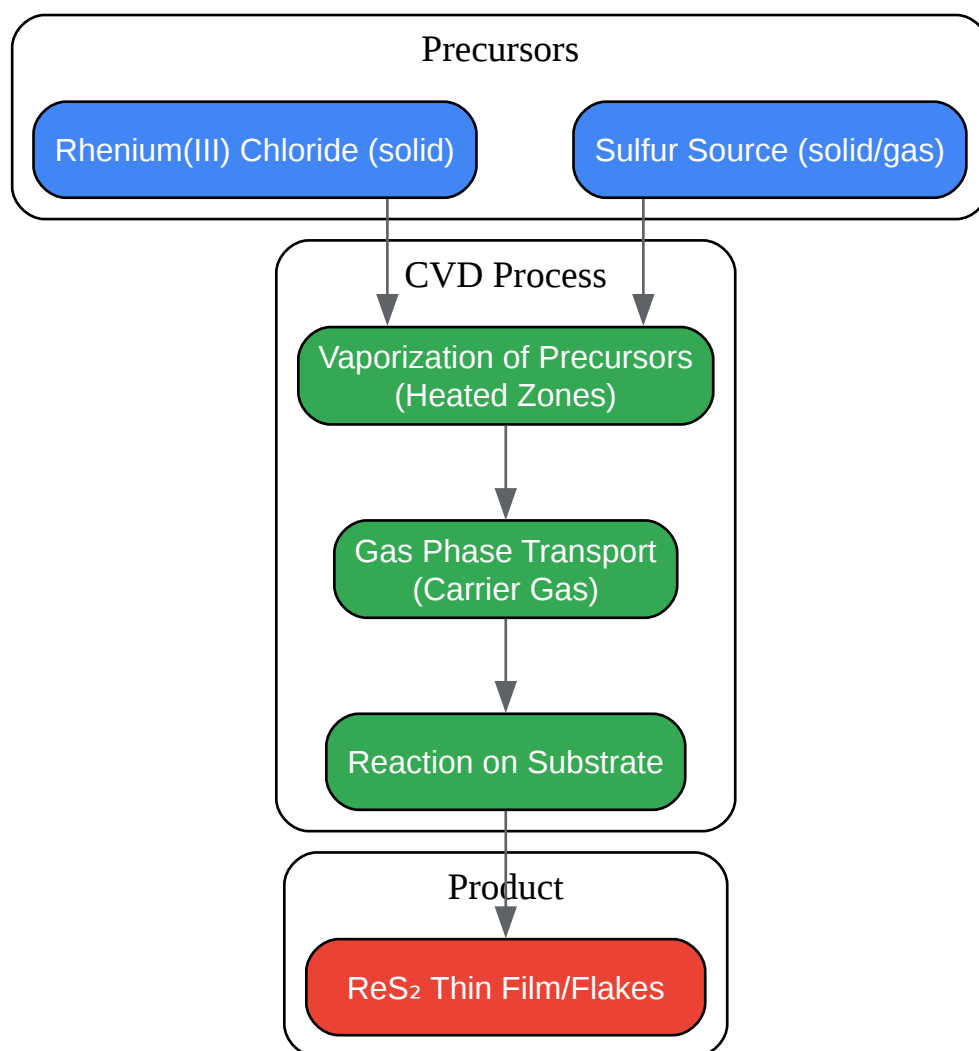 Precursors
Rhenium(III) Chloride (solid)
Sulfur Source (solid/gas)
CVD Process
Vaporization of Precursors
(Heated Zones)
Gas Phase Transport
(Carrier Gas)
Reaction on Substrate
Product
ReS₂ Thin Film/Flakes